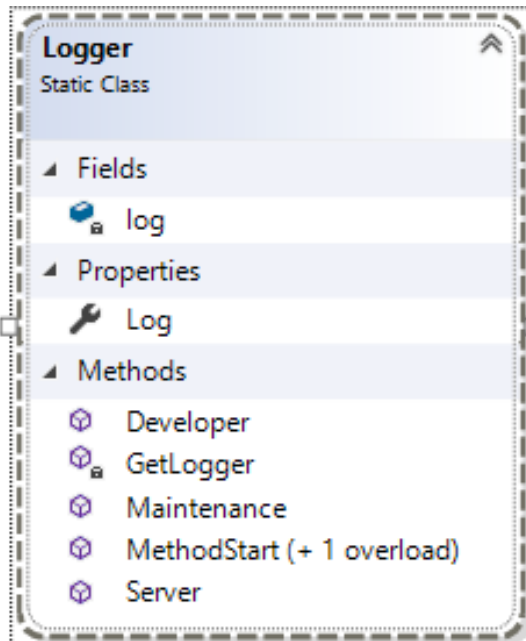 Logger
Static Class
Fields
log
Properties
Log
Methods
Developer
GetLogger
Maintenance
MethodStart (+ 1 overload)
Server